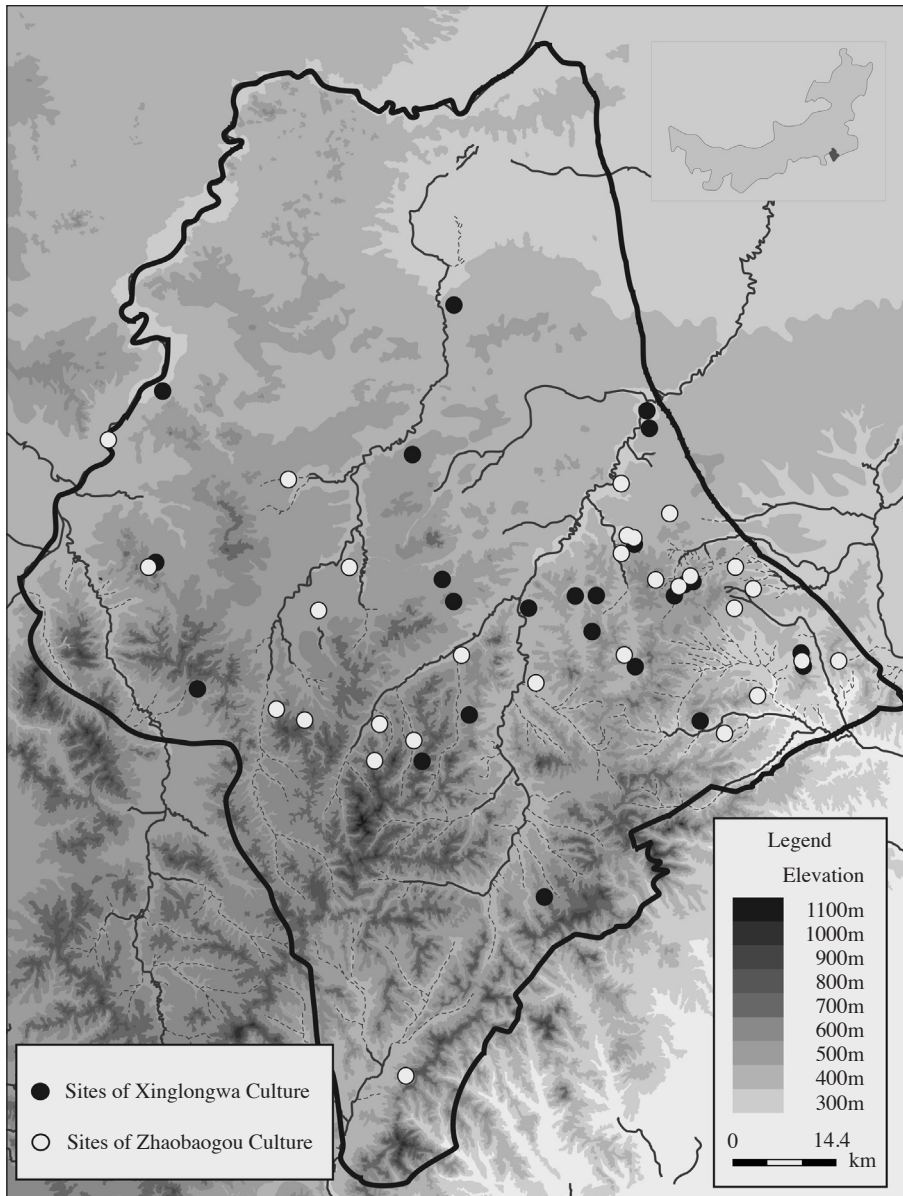 Legend
Elevation
1100m
1000m
900m
800m
700m
600m
500m
400m
300m
0 14.4
km
Sites of Xinglongwa Culture
Sites of Zhaobaogou Culture